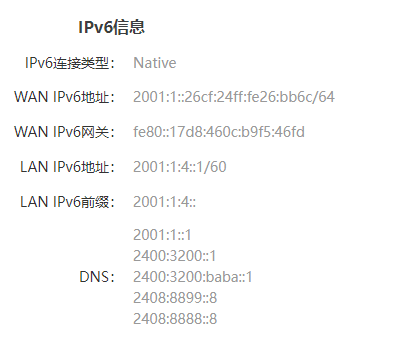 IPv6信息
IPv6连接类型： Native
WAN IPv6地址： 2001:1::26cf:24ff:fe26:bb6c/64
WAN IPv6网关： fe80::17d8:460c:b9f5:46fd
LAN IPv6地址： 2001:1:4::1/60
LAN IPv6前缀： 2001:1:4::
DNS： 2001:1::1
2400:3200::1
2400:3200:baba::1
2408:8899::8
2408:8888::8